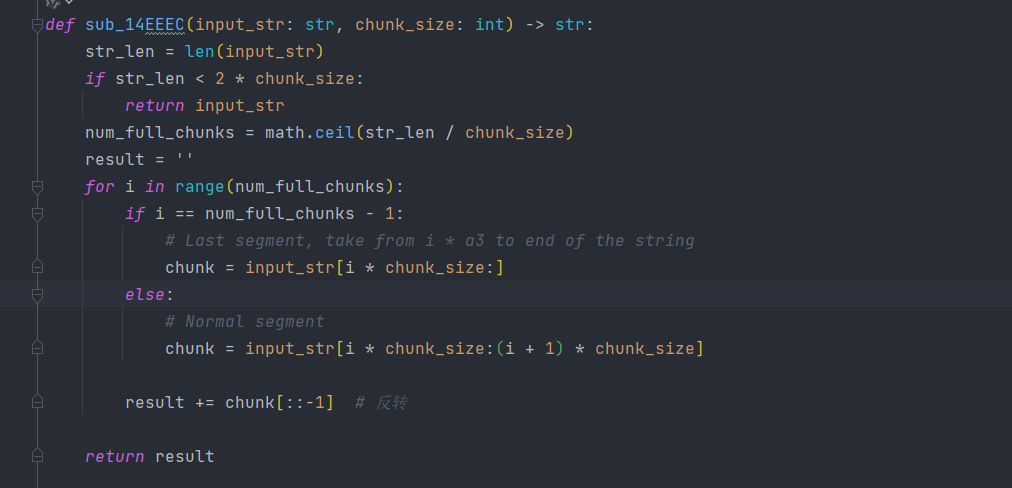 def sub_14EEEC(input_str: str, chunk_size: int) -> str:
    str_len = len(input_str)
    if str_len < 2 * chunk_size:
        return input_str
    num_full_chunks = math.ceil(str_len / chunk_size)
    result = ''
    for i in range(num_full_chunks):
        if i == num_full_chunks - 1:
            # Last segment, take from i * a3 to end of the string
            chunk = input_str[i * chunk_size:]
        else:
            # Normal segment
            chunk = input_str[i * chunk_size:(i + 1) * chunk_size]
        result += chunk[::-1]  # 反转
    return result